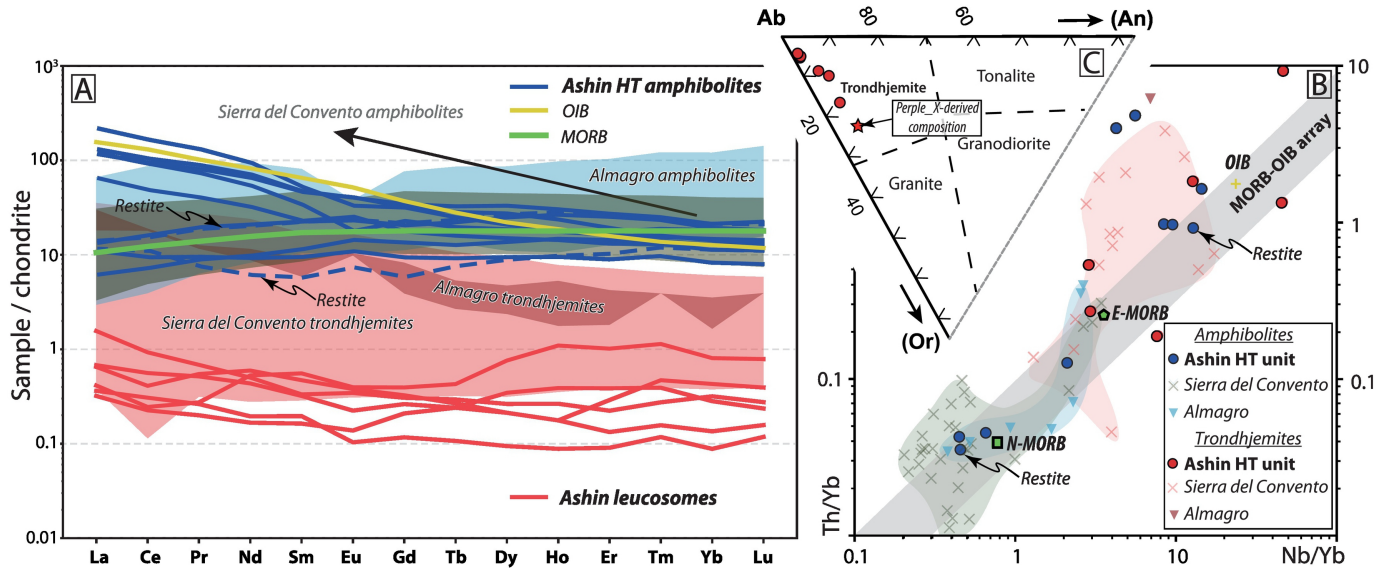 A
Sample / chondrite
10³
100
10
1
0.1
0.01
La Ce Pr Nd Sm Eu Gd Tb Dy Ho Er Tm Yb Lu
Ashin HT amphibolites
OIB
MORB
Sierra del Convento amphibolites
Almagro amphibolites
Restite
Restite
Almagro trondhjemites
Sierra del Convento trondhjemites
Ashin leucosomes
C
Ab
80
60
(An)
Tonalite
Trondhjemite
Perple_X-derived
composition
20
Granodiorite
Granite
40
(Or)
B
10
1
0.1
OIB
MORB-OIB array
Restite
E-MORB
N-MORB
Restite
0.1
Th/Yb
0.1
1
10
Nb/Yb
Amphibolites
Ashin HT unit
Sierra del Convento
Almagro
Trondhjemites
Ashin HT unit
Sierra del Convento
Almagro